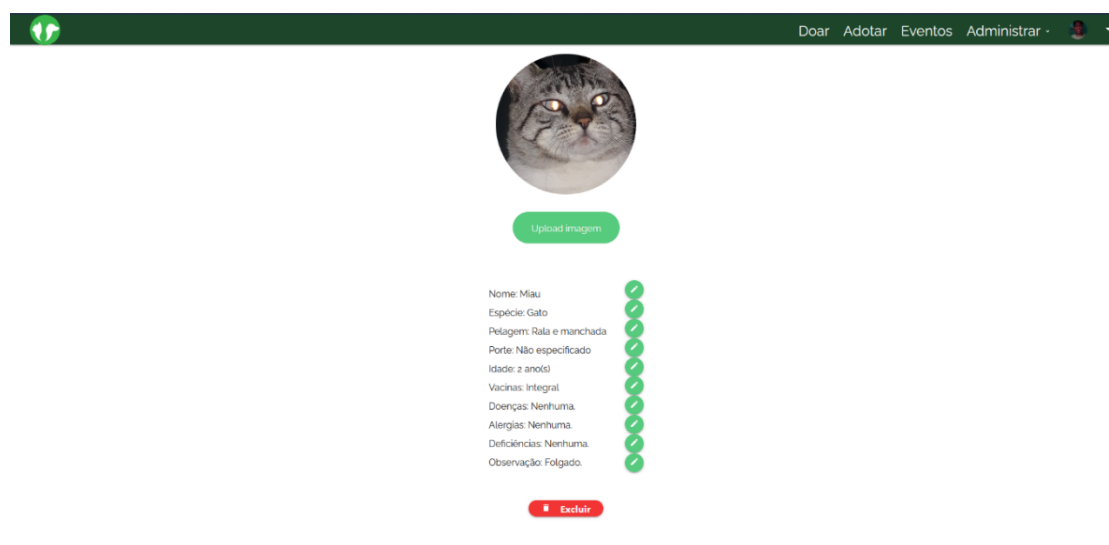 Doar Adotar Eventos Administrar
Upload imagem
Nome: Miau
Espécie: Gato
Pelagem: Rala e manchada
Porte: Não especificado
Idade: 2 ano(s)
Vacinas: Integral
Doenças: Nenhuma.
Alergias: Nenhuma.
Deficiências: Nenhuma.
Observação: Folgado.
Excluir